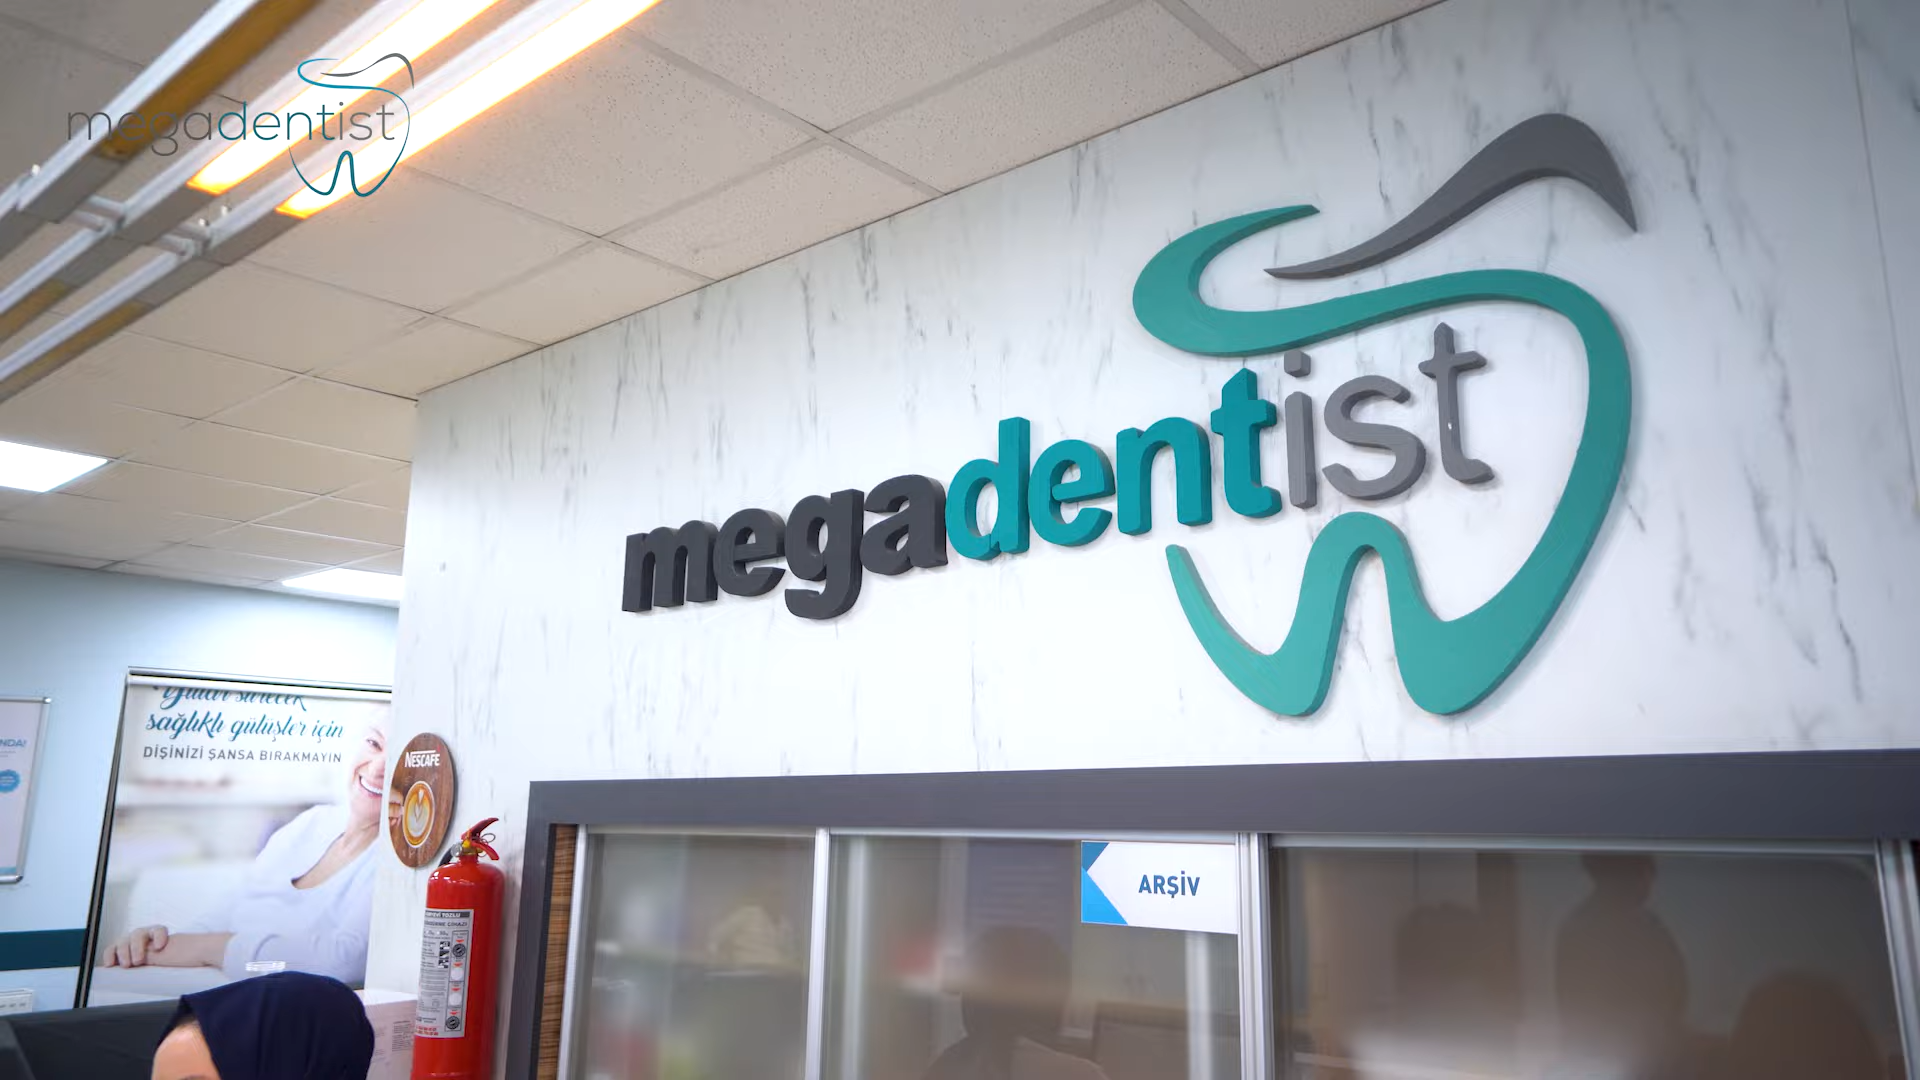 megadentist
megadentist
sağlıklı gülüşler için
DİŞİNİZİ ŞANSA BIRAKMAYIN
NESCAFE
ARŞİV